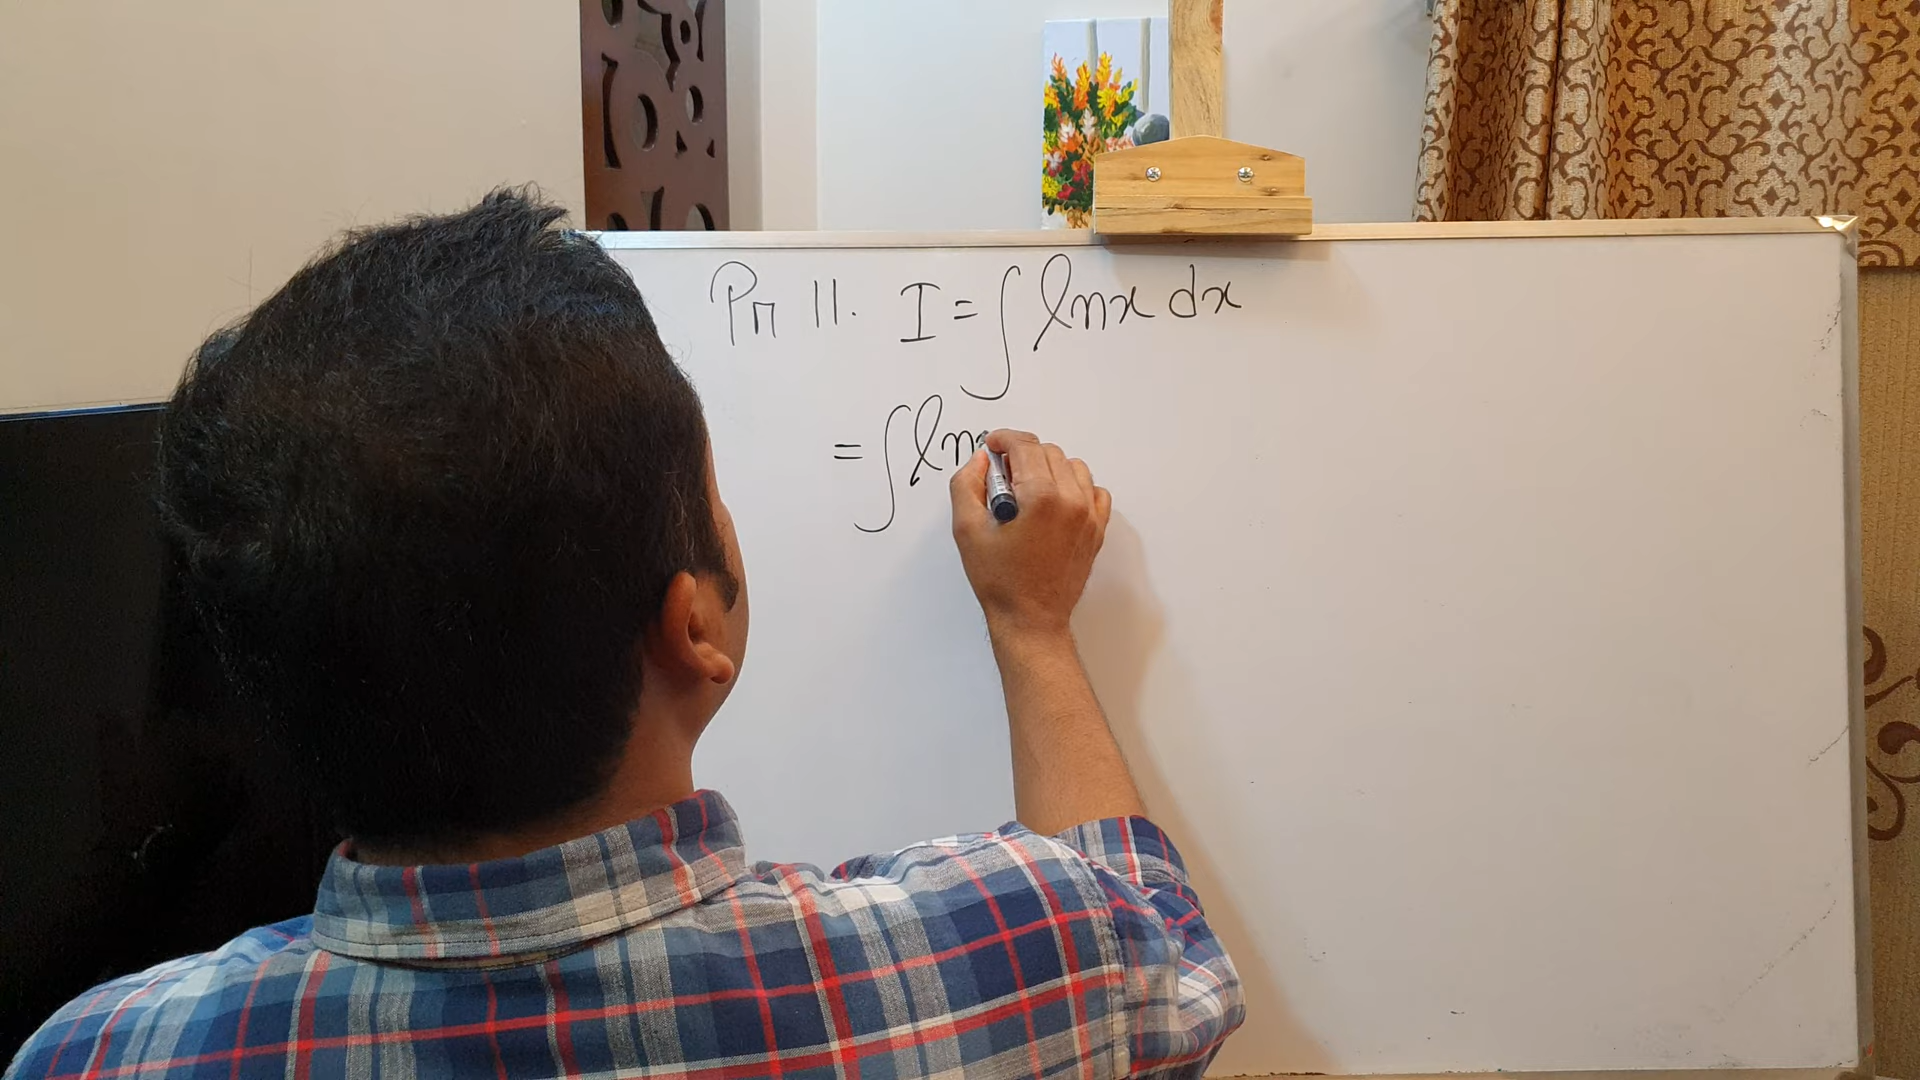 Pr 11. I = ∫ lnx dx
= ∫ ln